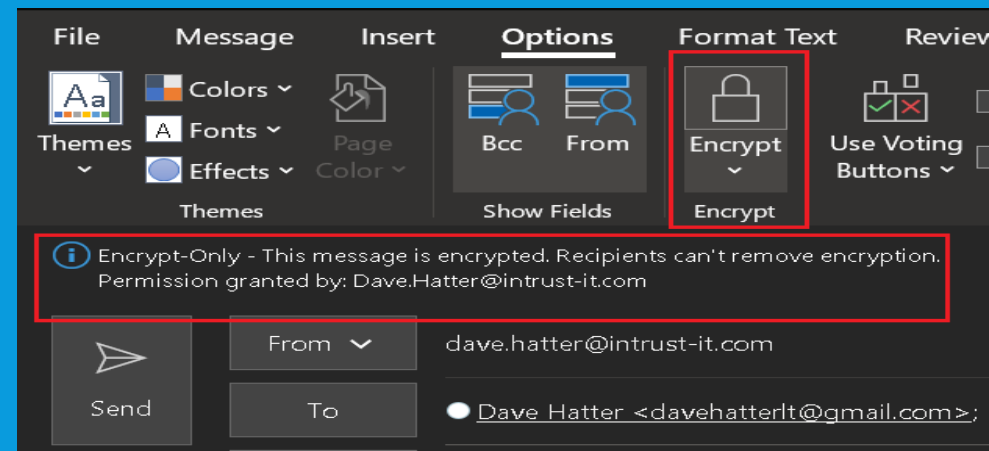 File Message Insert Options Format Text Review
Aa Colors
A Fonts
Themes Effects Page Color Bcc From Encrypt Use Voting Buttons
Themes Show Fields Encrypt
Encrypt-Only - This message is encrypted. Recipients can't remove encryption.
Permission granted by: Dave.Hatter@intrust-it.com
From dave.hatter@intrust-it.com
Send To Dave Hatter <davehatterlt@gmail.com>;